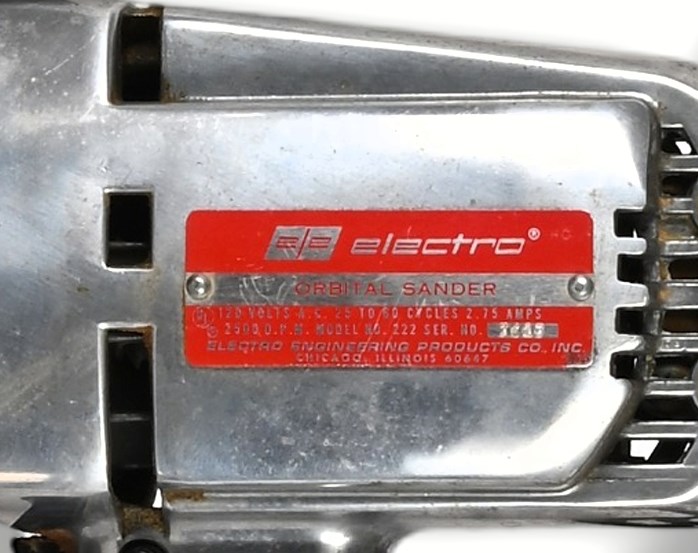 e/e electro®
ORBITAL SANDER
120 VOLTS A.C. 25 TO 60 CYCLES 2.75 AMPS
O.P.M. MODEL NO. 222 SER. NO.
ELECTRO ENGINEERING PRODUCTS CO., INC.
CHICAGO, ILLINOIS 60647